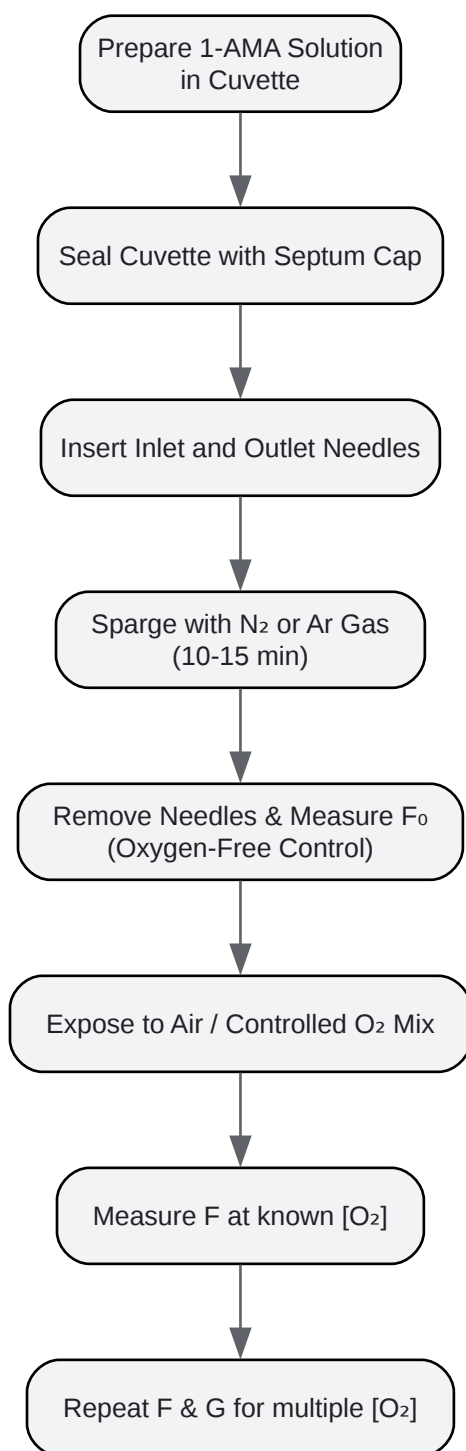 Prepare 1-AMA Solution
in Cuvette
Seal Cuvette with Septum Cap
Insert Inlet and Outlet Needles
Sparge with N₂ or Ar Gas
(10-15 min)
Remove Needles & Measure F₀
(Oxygen-Free Control)
Expose to Air / Controlled O₂ Mix
Measure F at known [O₂]
Repeat F & G for multiple [O₂]